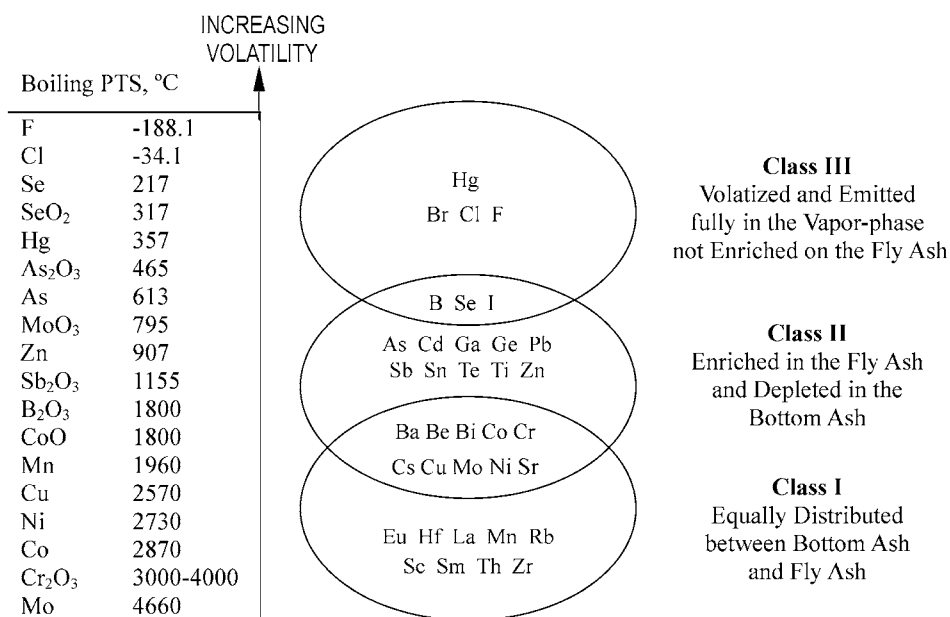 INCREASING
VOLATILITY
Boiling PTS, ºC
F -188.1
Cl -34.1
Se 217
SeO₂ 317
Hg 357
As₂O₃ 465
As 613
MoO₃ 795
Zn 907
Sb₂O₃ 1155
B₂O₃ 1800
CoO 1800
Mn 1960
Cu 2570
Ni 2730
Co 2870
Cr₂O₃ 3000-4000
Mo 4660
Hg
Br Cl F
B Se I
As Cd Ga Ge Pb
Sb Sn Te Ti Zn
Ba Be Bi Co Cr
Cs Cu Mo Ni Sr
Eu Hf La Mn Rb
Sc Sm Th Zr
Class III
Volatized and Emitted
fully in the Vapor-phase
not Enriched on the Fly Ash
Class II
Enriched in the Fly Ash
and Depleted in the
Bottom Ash
Class I
Equally Distributed
between Bottom Ash
and Fly Ash